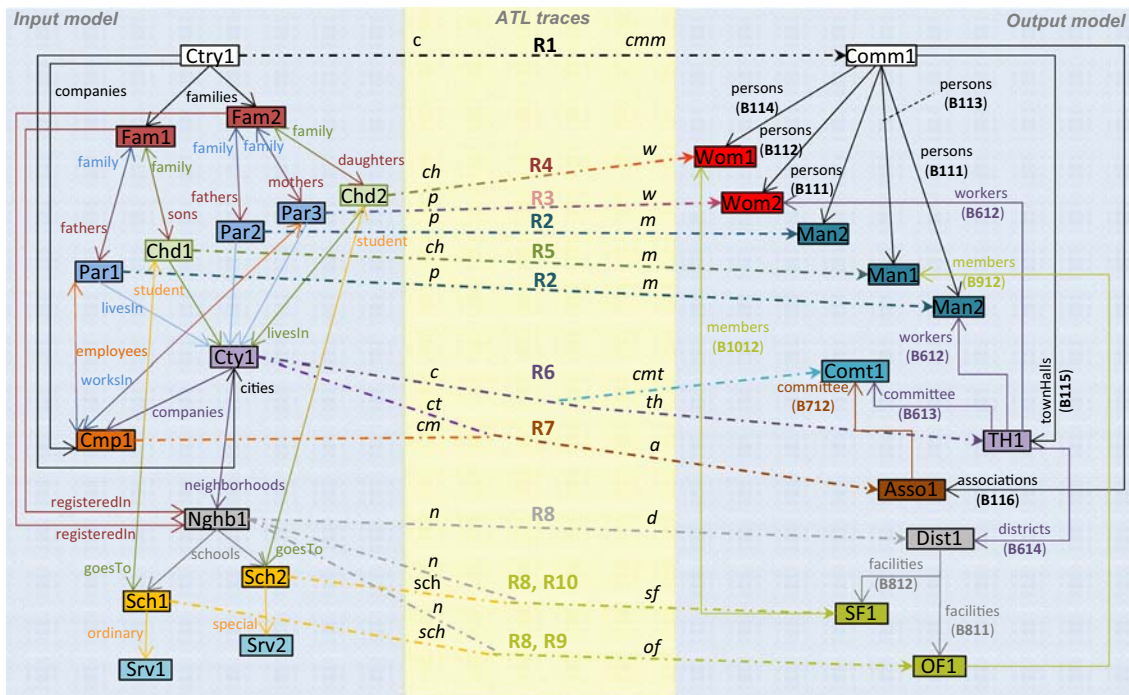 Input model
ATL traces
Output model
Ctry1
c
R1
cmm
Comm1
companies
families
persons
(B114)
persons
(B113)
Fam1
Fam2
family
persons
(B112)
family
family
family
family
daughters
ch
R4
w
Wom1
persons
(B111)
persons
(B111)
mothers
Chd2
p
R3
w
Wom2
workers
(B612)
sons
fathers
Par3
p
R2
m
Man2
fathers
Par2
student
Chd1
ch
R5
m
Man1
members
(B912)
Par1
student
p
R2
m
Man2
livesIn
livesIn
members
(B1012)
workers
(B612)
employees
Cty1
worksIn
cities
c
R6
cmt
Comt1
townHalls
(B115)
companies
ct
th
committee
(B712)
committee
(B613)
Cmp1
cm
R7
a
TH1
neighborhoods
Asso1
associations
(B116)
registeredIn
Nghb1
n
R8
d
Dist1
districts
(B614)
registeredIn
schools
goesTo
n
facilities
(B812)
goesTo
Sch2
sch
R8, R10
sf
Sch1
n
SF1
facilities
(B811)
ordinary
special
sch
R8, R9
of
Srv2
Srv1
OF1